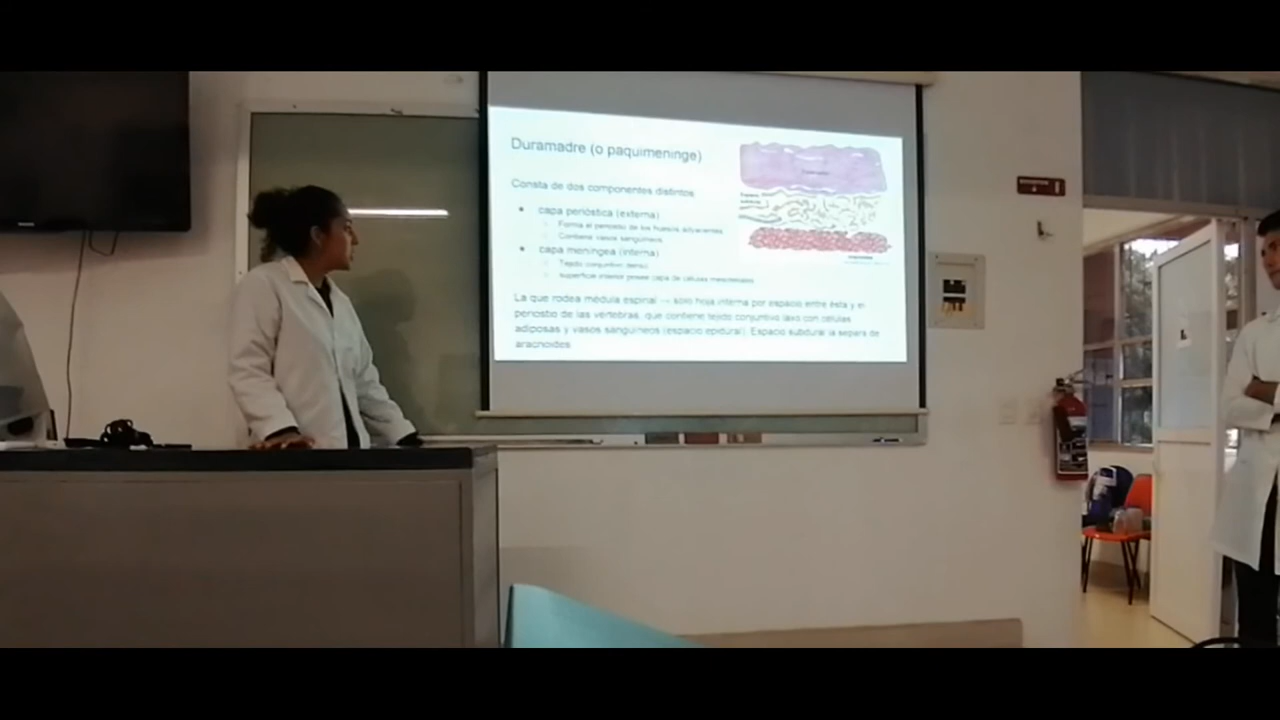 Duramadre (o paquimeninge)
Consta de dos componentes distintos
capa perióstica (externa)
Forma el periostio de los huesos adyacentes
Contiene vasos sanguíneos
capa meníngea (interna)
Tejido conjuntivo denso
superficie interior posee capa de células mesoteliales
La que rodea médula espinal → sólo hoja interna por espacio entre ésta y el
periostio de las vértebras, que contiene tejido conjuntivo laxo con células
adiposas y vasos sanguíneos (espacio epidural). Espacio subdural la separa de
aracnoides